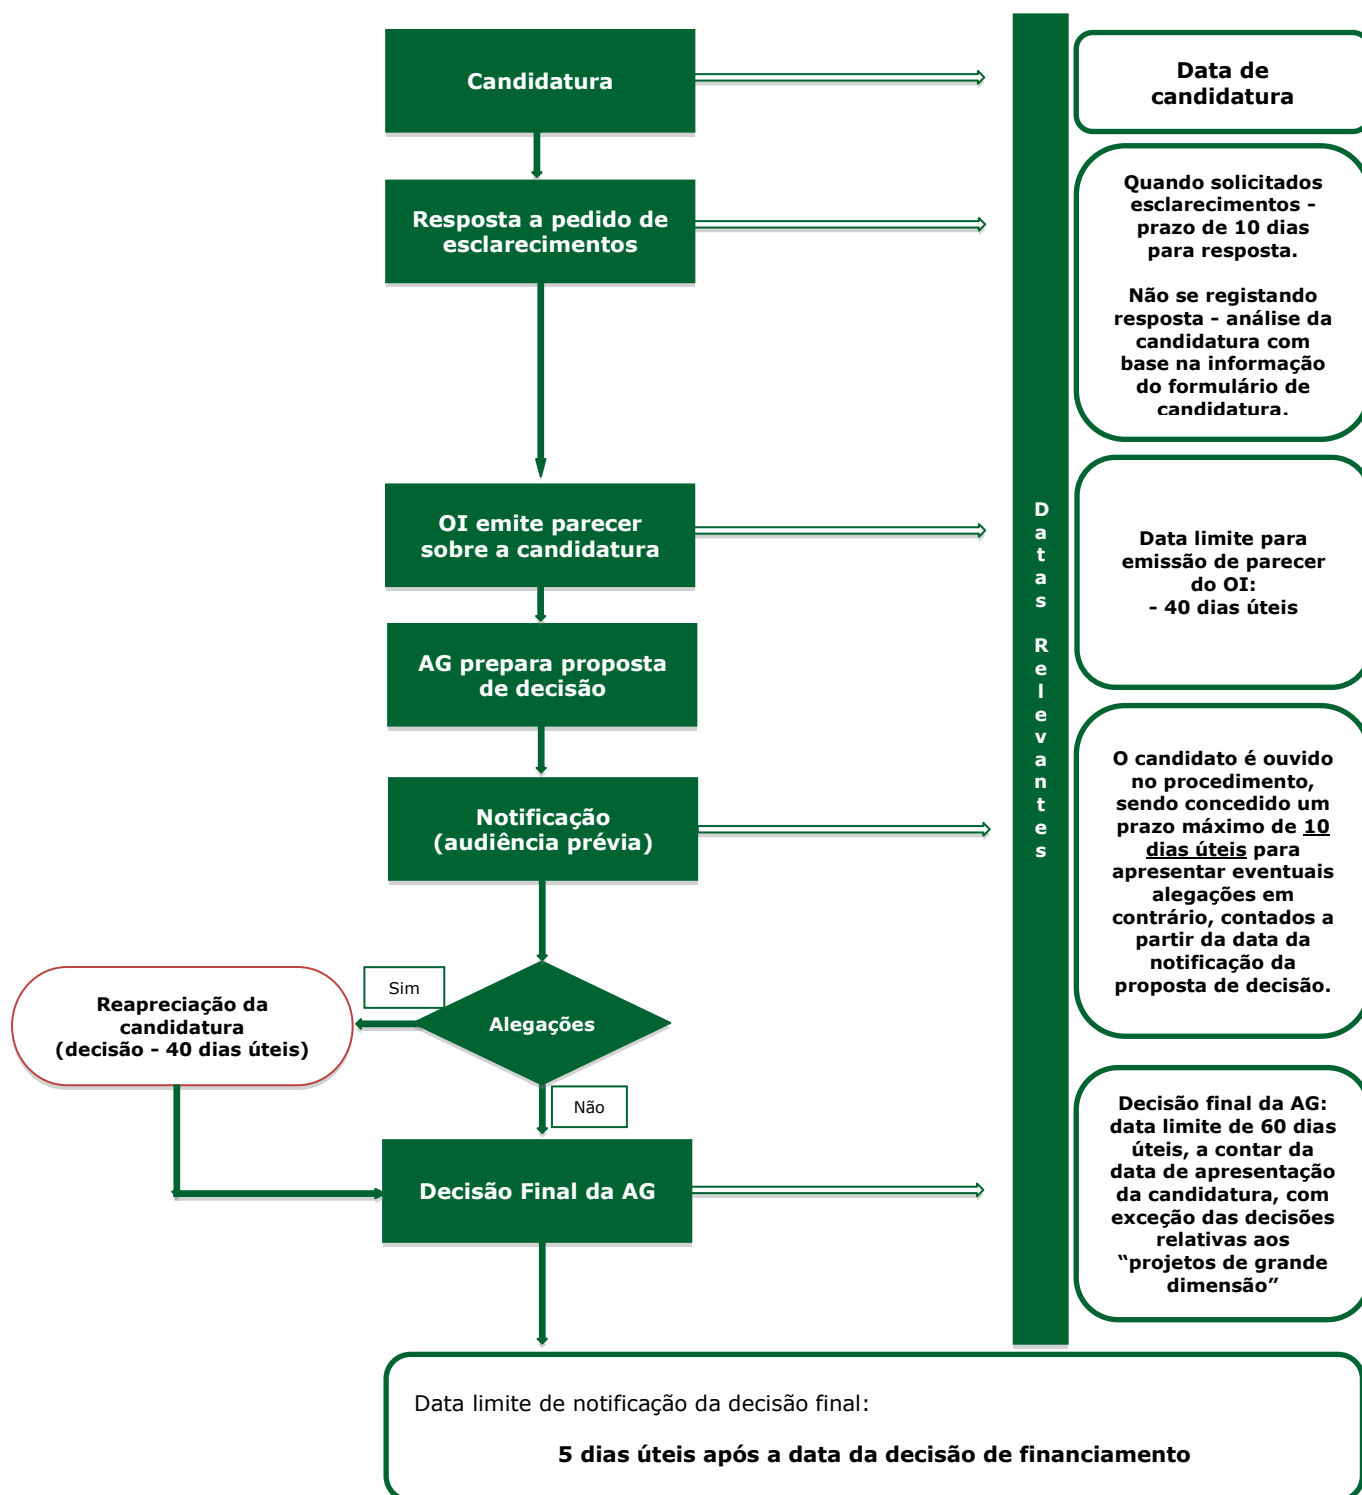 Candidatura
Data de
candidatura
Resposta a pedido de
esclarecimentos
Quando solicitados
esclarecimentos -
prazo de 10 dias
para resposta.
Não se registando
resposta - análise da
candidatura com
base na informação
do formulário de
candidatura.
OI emite parecer
sobre a candidatura
Data limite para
emissão de parecer
do OI:
- 40 dias úteis
Datas Relevantes
AG prepara proposta
de decisão
Notificação
(audiência prévia)
O candidato é ouvido
no procedimento,
sendo concedido um
prazo máximo de 10
dias úteis para
apresentar eventuais
alegações em
contrário, contados a
partir da data da
notificação da
proposta de decisão.
Sim
Alegações
Reapreciação da
candidatura
(decisão - 40 dias úteis)
Não
Decisão Final da AG
Decisão final da AG:
data limite de 60 dias
úteis, a contar da
data de apresentação
da candidatura, com
exceção das decisões
relativas aos
“projetos de grande
dimensão”
Data limite de notificação da decisão final:
5 dias úteis após a data da decisão de financiamento